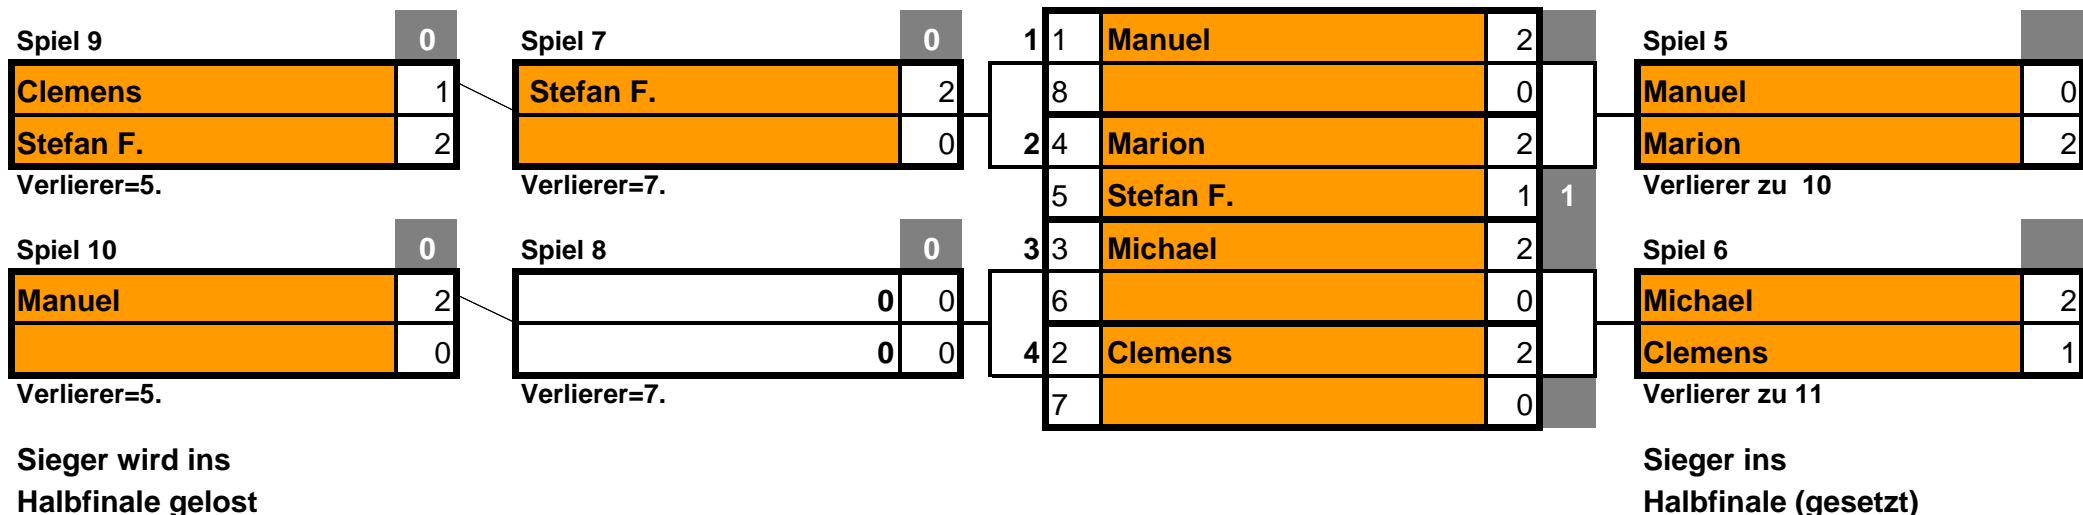 Spiel 9 0 Spiel 7 0 1 1 Manuel 2 Spiel 5
Clemens 1 Stefan F. 2 8 0 Manuel 0
Stefan F. 2 0 2 4 Marion 2 Marion 2
Verlierer=5. Verlierer=7. 5 Stefan F. 1 1 Verlierer zu 10
Spiel 10 0 Spiel 8 0 3 3 Michael 2 Spiel 6
Manuel 2 0 0 6 0 Michael 2
0 0 0 4 2 Clemens 2 Clemens 1
Verlierer=5. Verlierer=7. 7 0 Verlierer zu 11
Sieger wird ins Sieger ins
Halbfinale gelost Halbfinale (gesetzt)